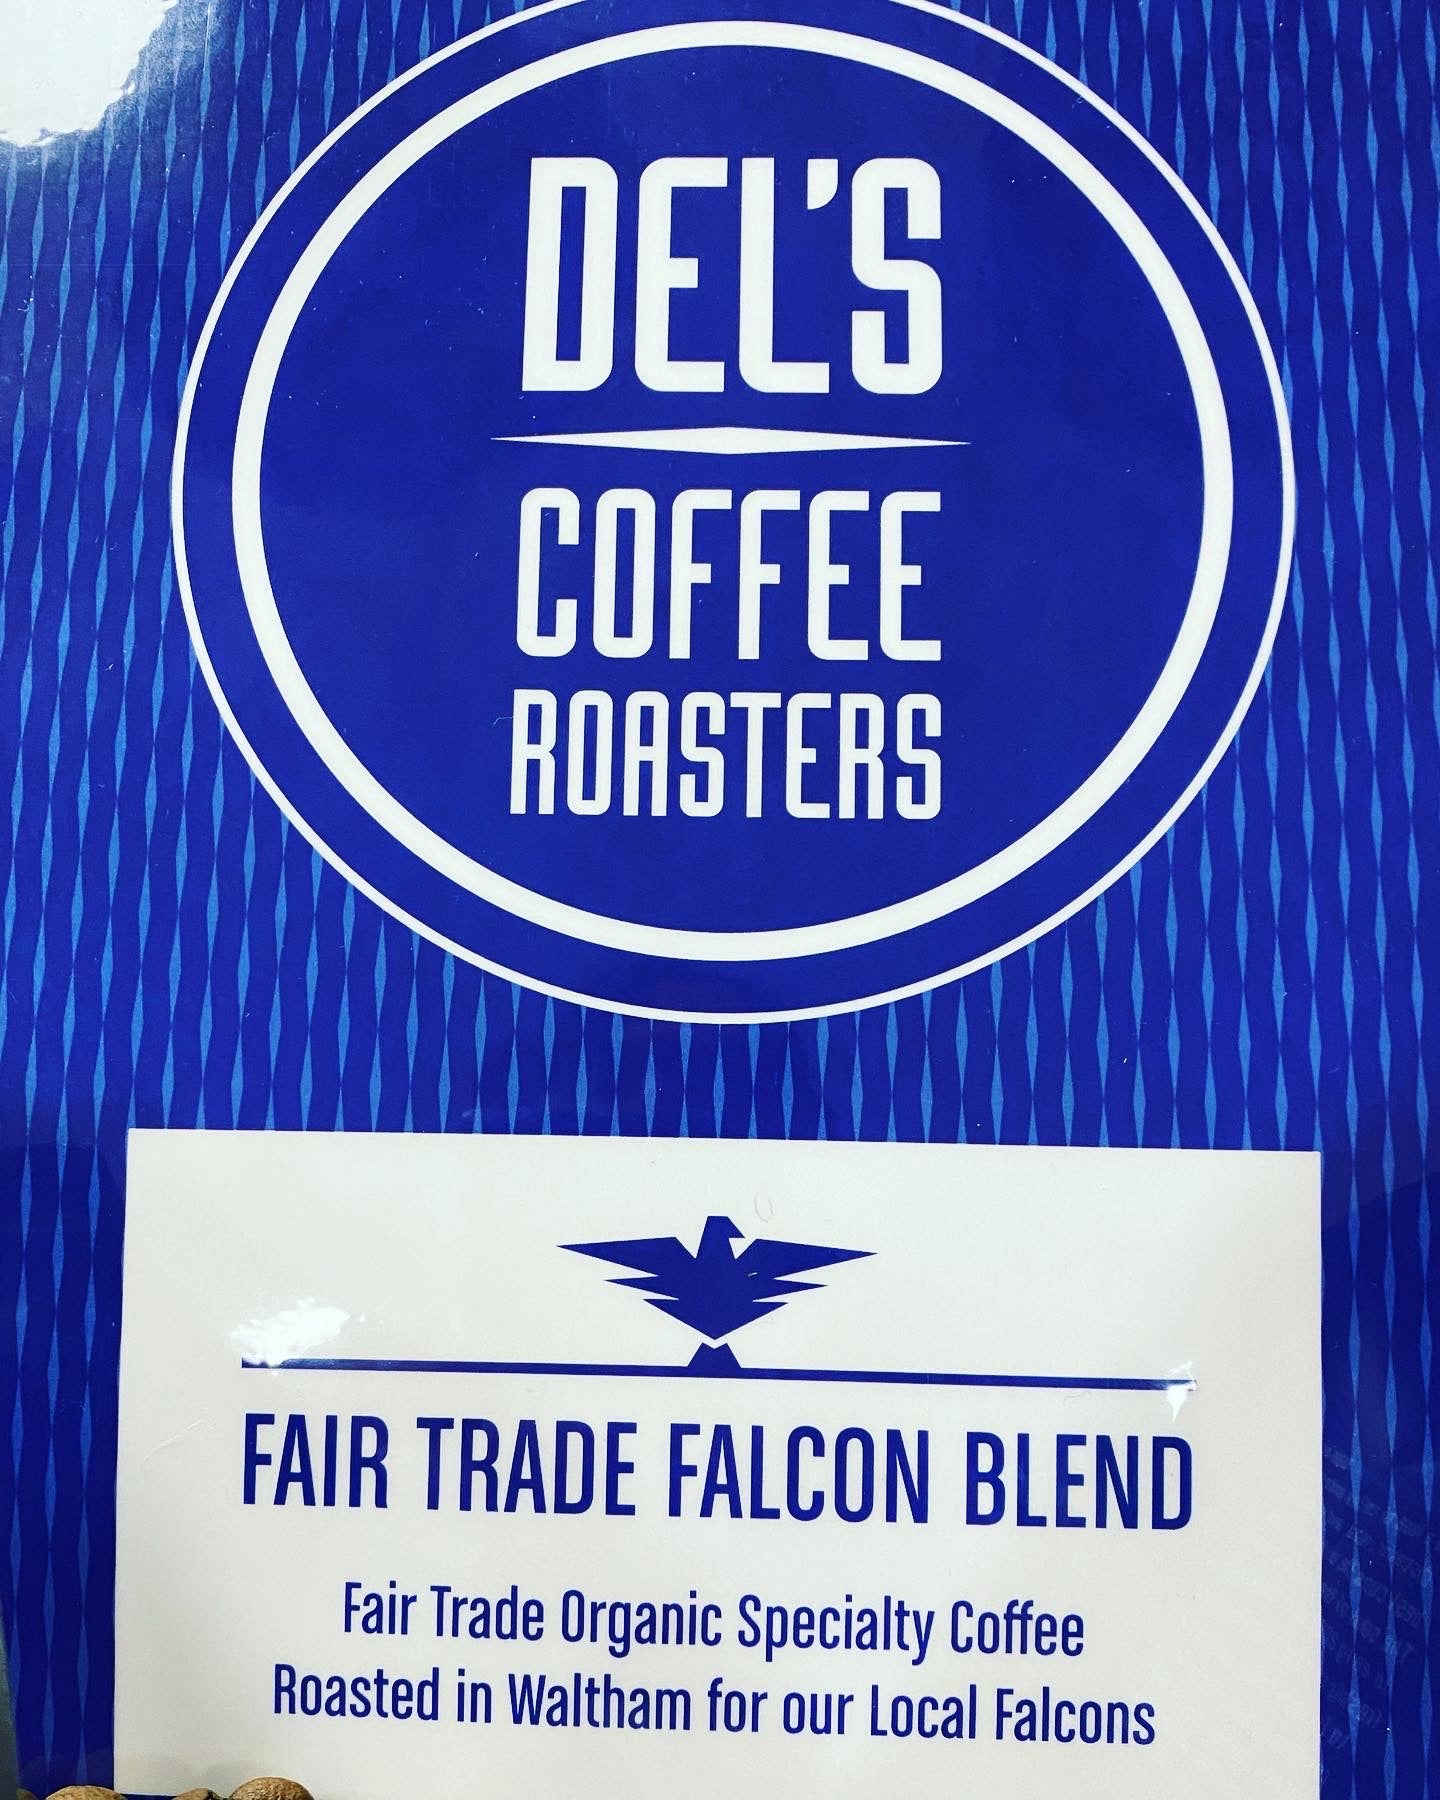 DEL'S
COFFEE
ROASTERS
FAIR TRADE FALCON BLEND
Fair Trade Organic Specialty Coffee
Roasted in Waltham for our Local Falcons